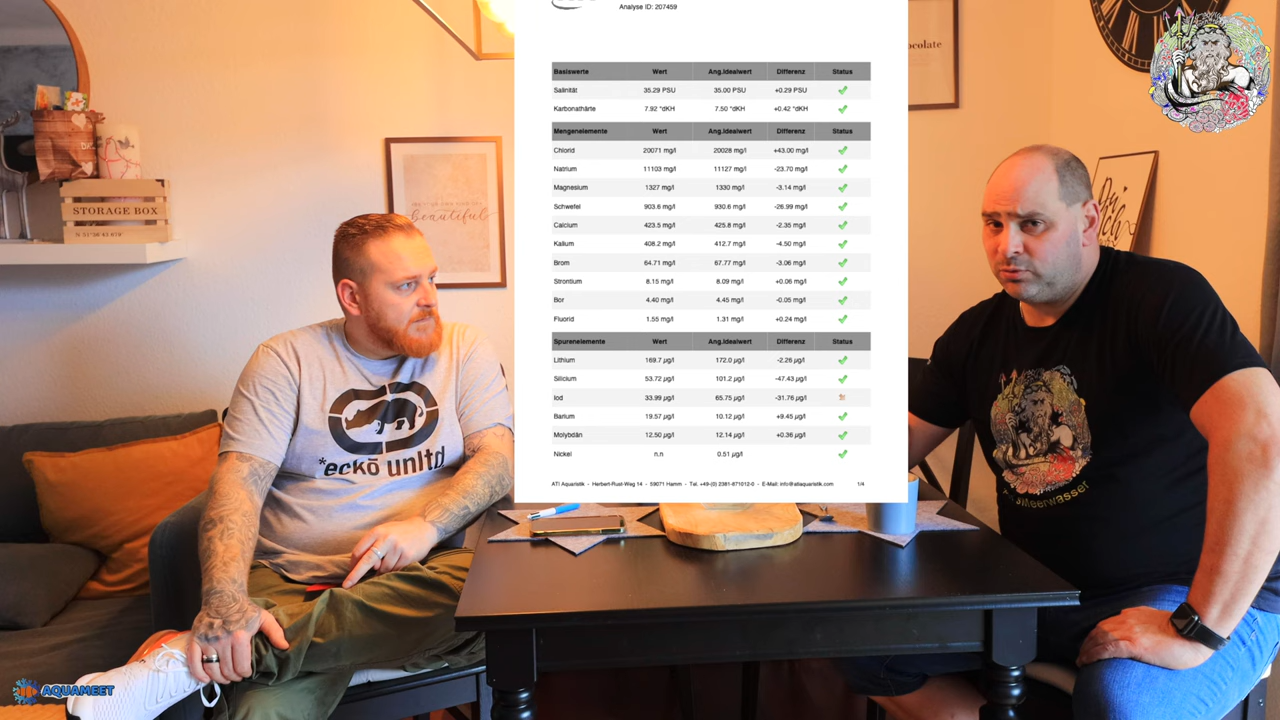 Analyse ID: 207459
Basiswerte Wert Ang.Idealwert Differenz Status
Salinität 35.29 PSU 35.00 PSU +0.29 PSU
Karbonathärte 7.92 °dKH 7.50 °dKH +0.42 °dKH
Mengenelemente Wert Ang.Idealwert Differenz Status
Chlorid 20071 mg/l 20028 mg/l +43.00 mg/l
Natrium 11103 mg/l 11127 mg/l -23.70 mg/l
Magnesium 1327 mg/l 1330 mg/l -3.14 mg/l
Schwefel 903.6 mg/l 930.6 mg/l -26.99 mg/l
Calcium 423.5 mg/l 425.8 mg/l -2.35 mg/l
Kalium 408.2 mg/l 412.7 mg/l -4.50 mg/l
Brom 64.71 mg/l 67.77 mg/l -3.06 mg/l
Strontium 8.15 mg/l 8.09 mg/l +0.06 mg/l
Bor 4.40 mg/l 4.45 mg/l -0.05 mg/l
Fluorid 1.55 mg/l 1.31 mg/l +0.24 mg/l
Spurenelemente Wert Ang.Idealwert Differenz Status
Lithium 169.7 µg/l 172.0 µg/l -2.26 µg/l
Silicium 53.72 µg/l 101.2 µg/l -47.43 µg/l
Iod 33.99 µg/l 65.75 µg/l -31.76 µg/l
Barium 19.57 µg/l 10.12 µg/l +9.45 µg/l
Molybdän 12.50 µg/l 12.14 µg/l +0.36 µg/l
Nickel n.n 0.51 µg/l
ATI Aquaristik - Herbert-Rust-Weg 14 - 59071 Hamm - Tel. +49-(0) 2381-871012-0 - E-Mail: info@atiaquaristik.com 1/4
STORAGE BOX
beautiful
*eckō unltd
ocolate
meerwasser
AQUAMEET